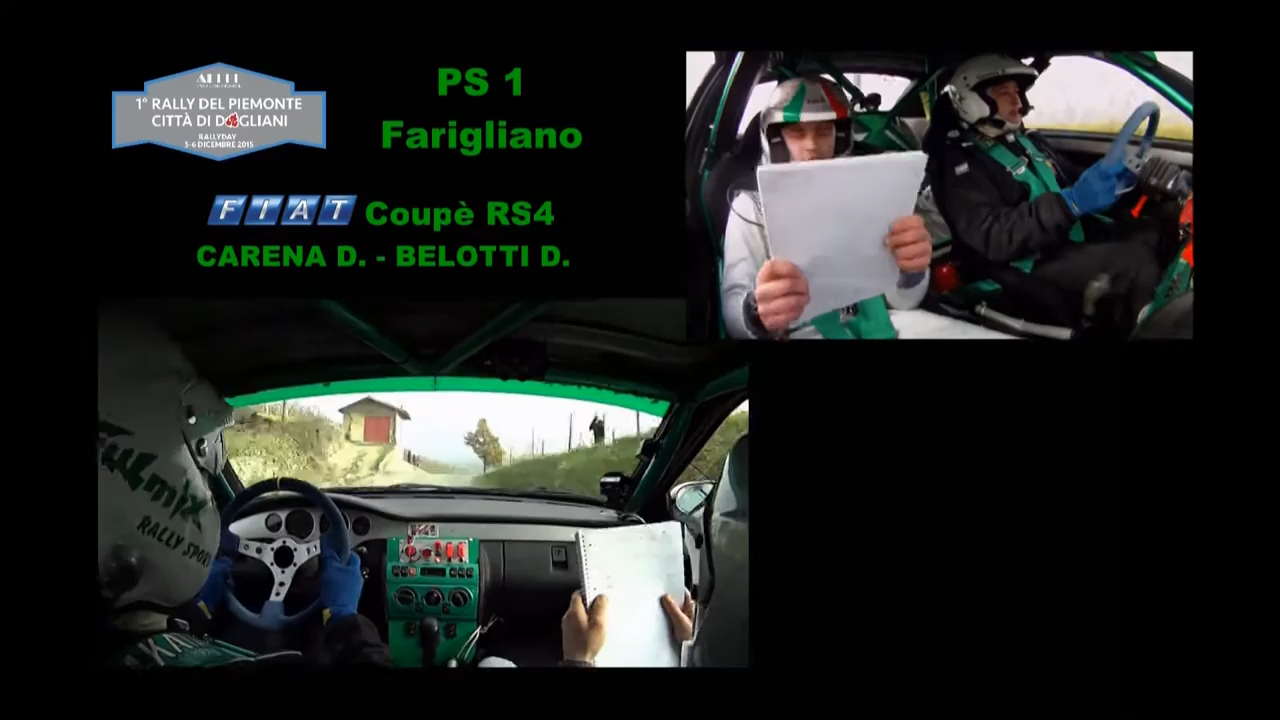 1° RALLY DEL PIEMONTE
CITTÀ DI DOGLIANI
RALLYDAY
5-6 DICEMBRE 2015
PS 1
Farigliano
FIAT Coupè RS4
CARENA D. - BELOTTI D.
RALLY SPORT